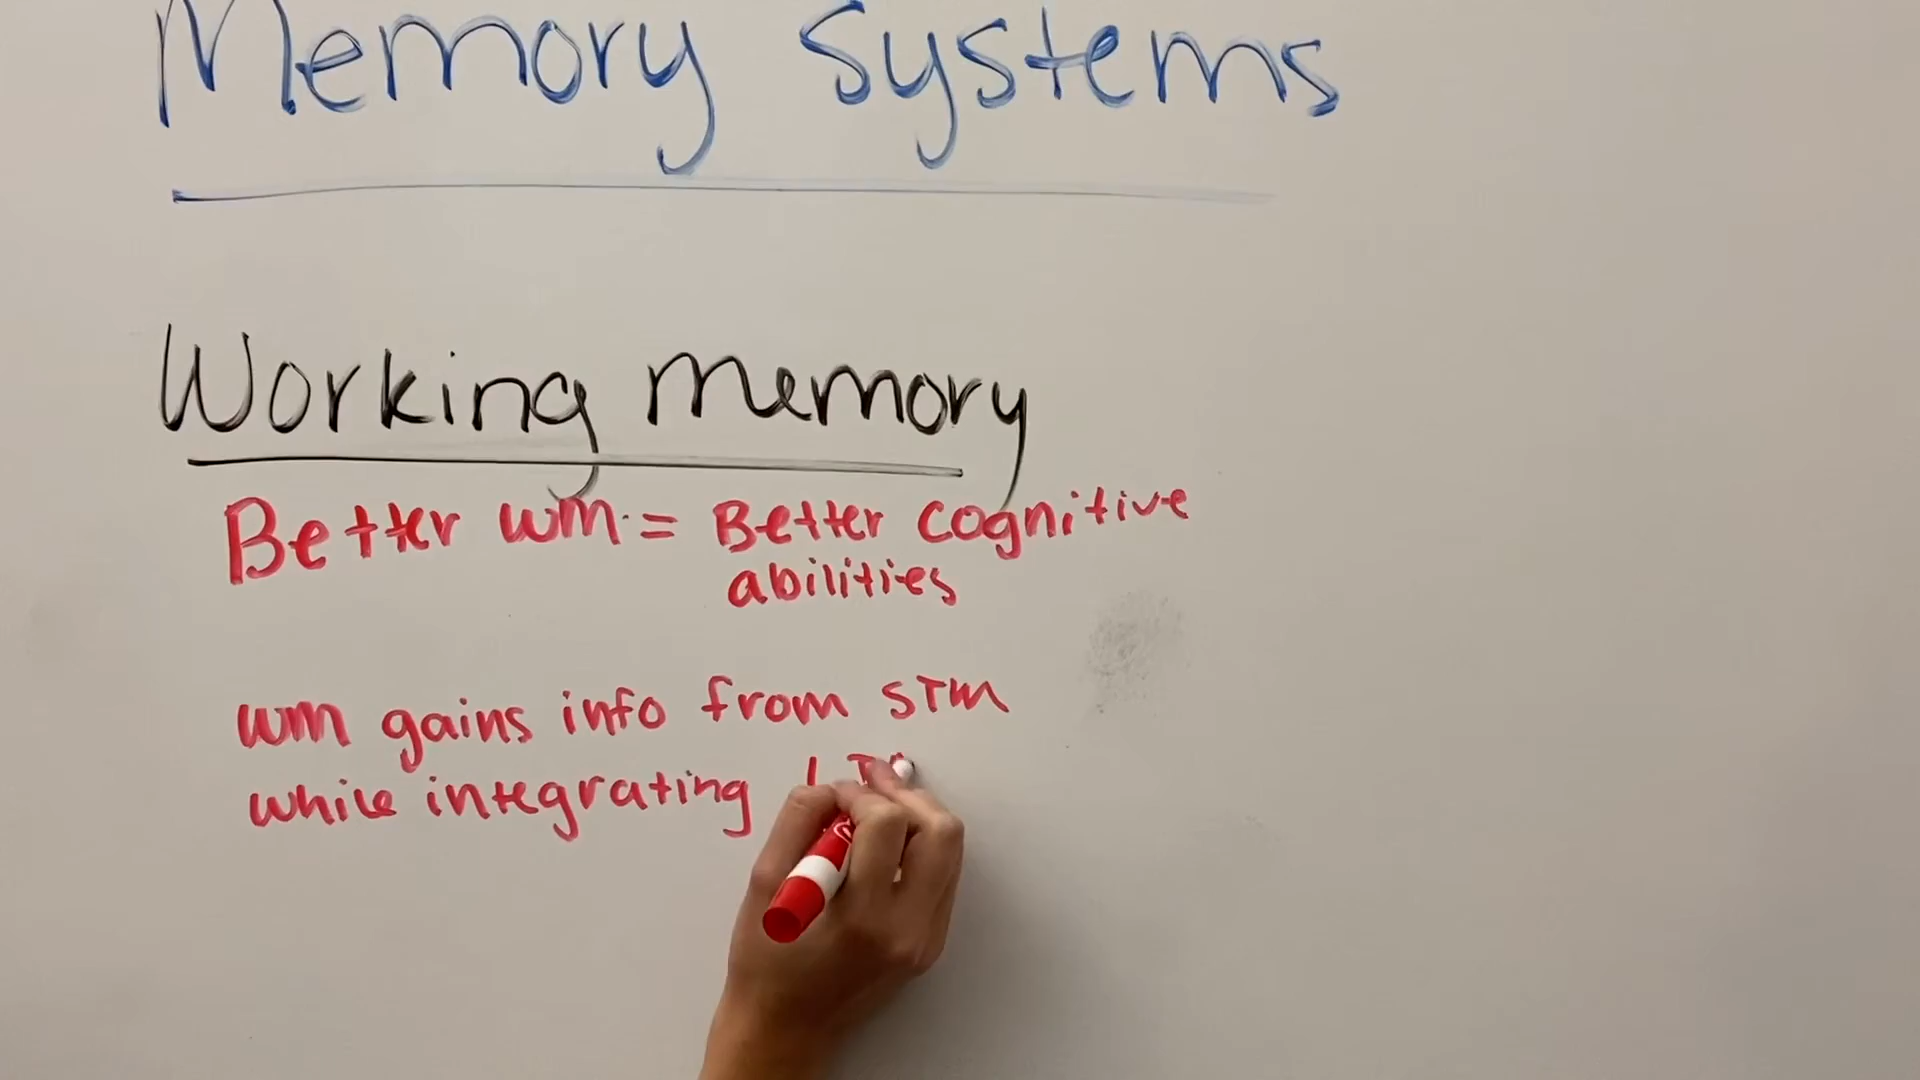 Memory Systems
Working memory
Better wm = Better cognitive
abilities
wm gains info from STM
while integrating